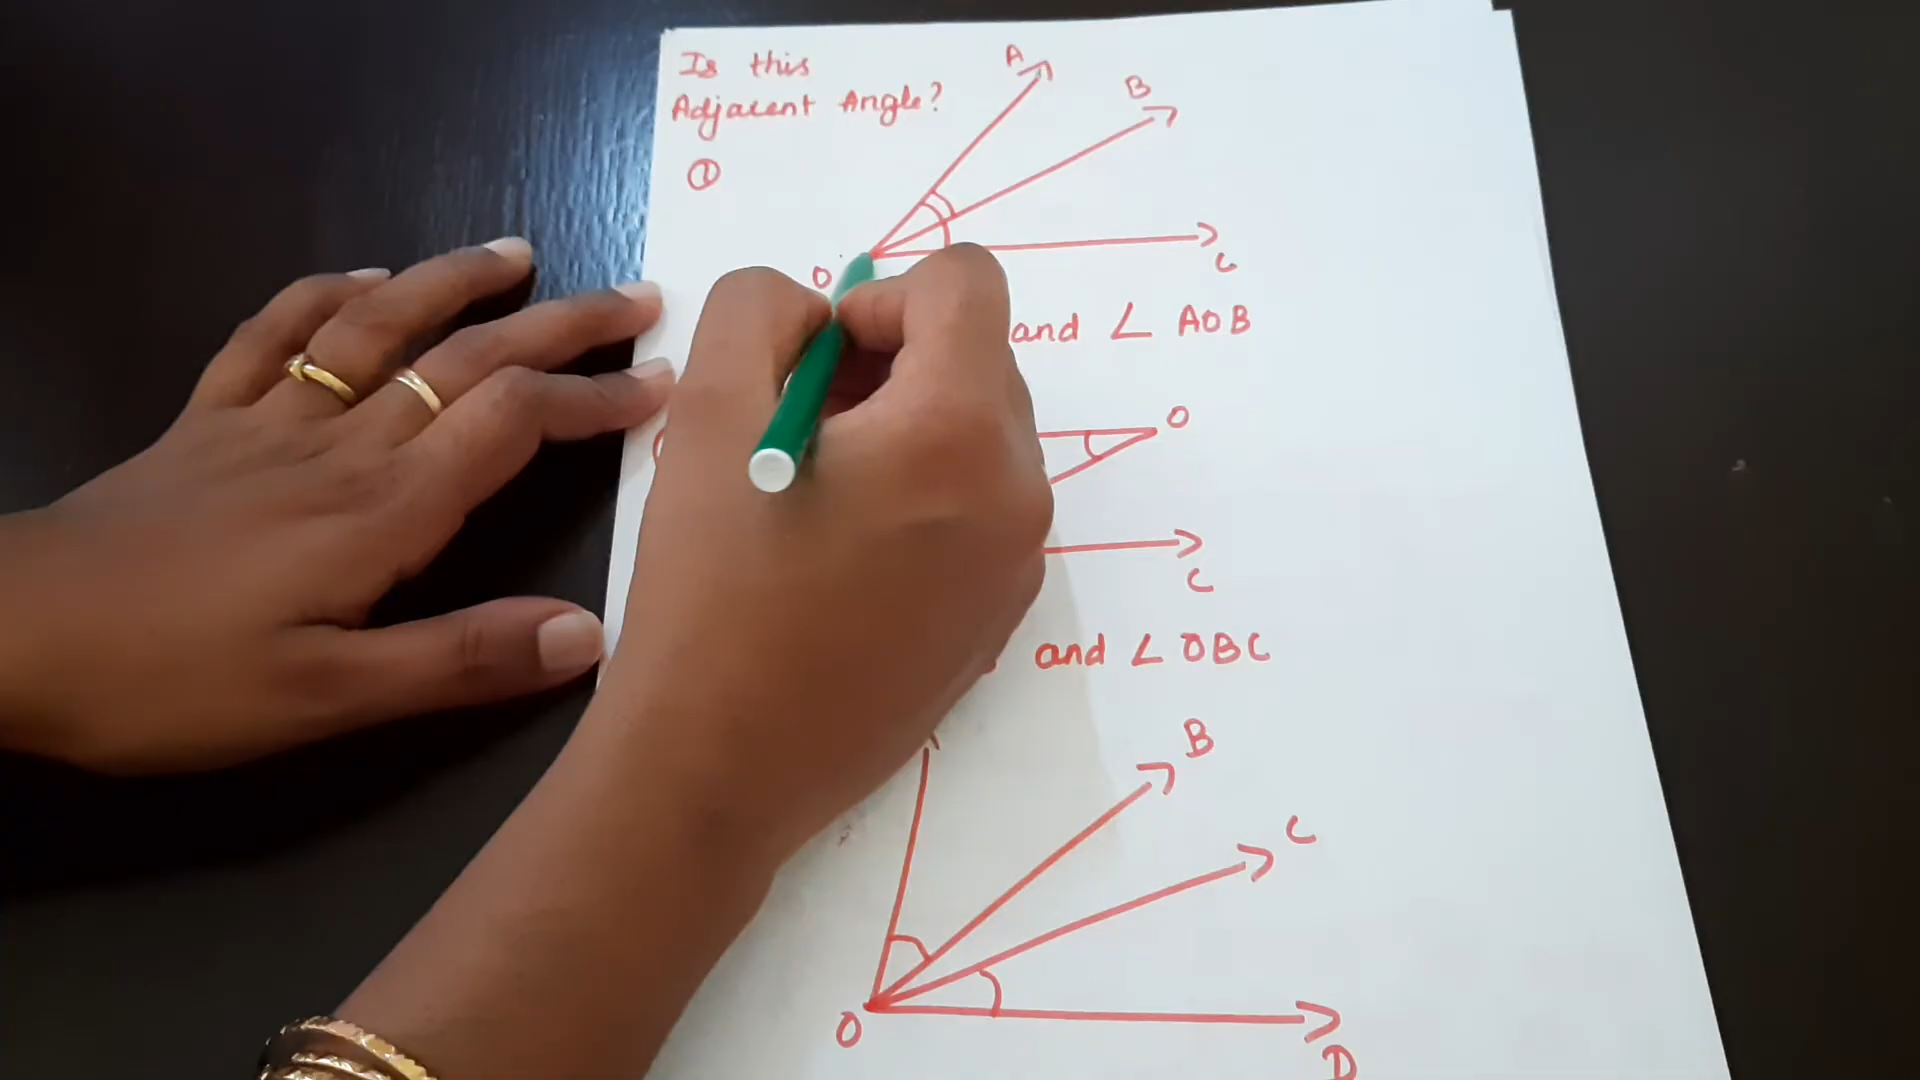 Is this
Adjacent Angle?
①
A
B
C
O
and ∠ AOB
O
C
and ∠ OBC
B
C
O
D